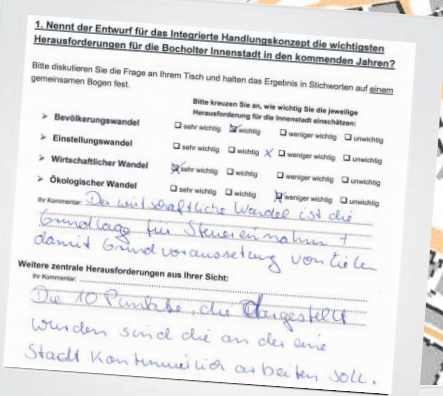 1. Nennt der Entwurf für das Integrierte Handlungskonzept die wichtigsten
Herausforderungen für die Bocholter Innenstadt in den kommenden Jahren?
Bitte diskutieren Sie die Frage an Ihrem Tisch und halten das Ergebnis in Stichworten auf einem
gemeinsamen Bogen fest.
Bitte kreuzen Sie an, wie wichtig Sie die jeweilige
Herausforderung für die Innenstadt einschätzen:
➢ Bevölkerungswandel ☐ sehr wichtig ☒ wichtig ☐ weniger wichtig ☐ unwichtig
➢ Einstellungswandel ☐ sehr wichtig ☐ wichtig X ☐ weniger wichtig ☐ unwichtig
➢ Wirtschaftlicher Wandel ☒ sehr wichtig ☐ wichtig ☐ weniger wichtig ☐ unwichtig
➢ Ökologischer Wandel ☐ sehr wichtig ☐ wichtig ☒ weniger wichtig ☐ unwichtig
Ihr Kommentar: Der wirtschaftliche Wandel ist die
Grundlage für Steuereinnahm +
damit Grundvoraussetzung von
Weitere zentrale Herausforderungen aus Ihrer Sicht:
Ihr Kommentar:
Die 10 Punkte, die dargestellt
wurden sind die an der eine
Stadt kontinuierlich arbeiten soll.